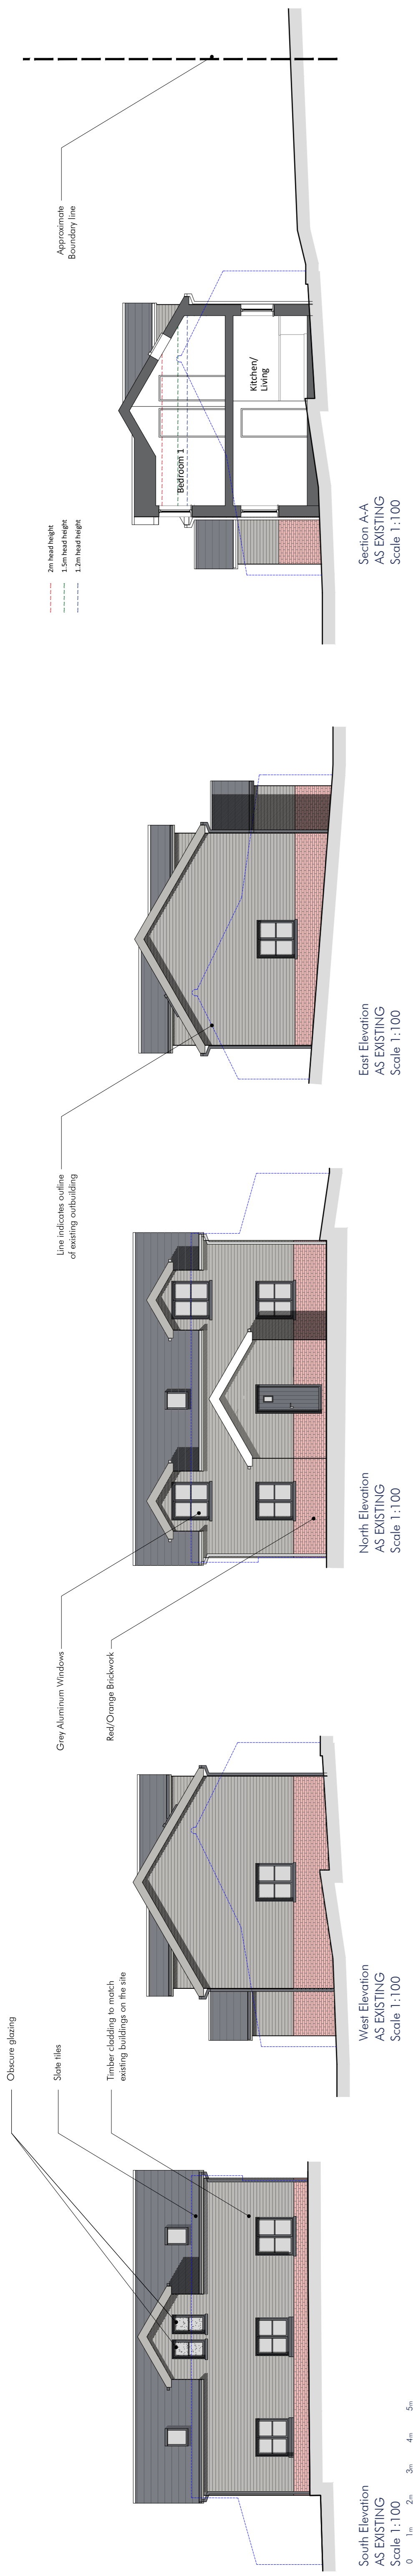 Obscure glazing
Slate tiles
Timber cladding to match
existing buildings on the site
South Elevation
AS EXISTING
Scale 1:100
0 1m 2m 3m 4m 5m
West Elevation
AS EXISTING
Scale 1:100
Grey Aluminum Windows
Red/Orange Brickwork
North Elevation
AS EXISTING
Scale 1:100
Line indicates outline
of existing outbuilding
East Elevation
AS EXISTING
Scale 1:100
2m head height
1.5m head height
1.2m head height
Bedroom 1
Kitchen/
Living
Approximate
Boundary line
Section A-A
AS EXISTING
Scale 1:100